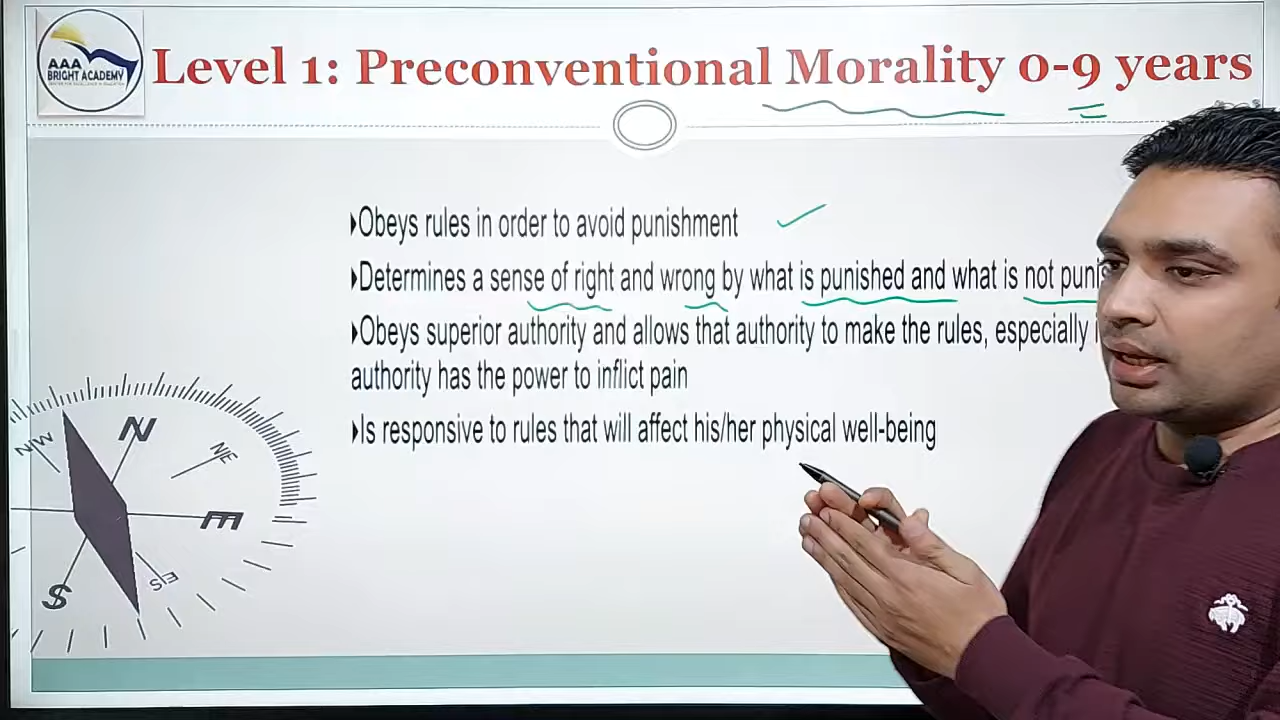 AAA
BRIGHT ACADEMY
Level 1: Preconventional Morality 0-9 years
Obeys rules in order to avoid punishment
Determines a sense of right and wrong by what is punished and what is not
Obeys superior authority and allows that authority to make the rules, especially
authority has the power to inflict pain
Is responsive to rules that will affect his/her physical well-being
N
NW
NE
E
S